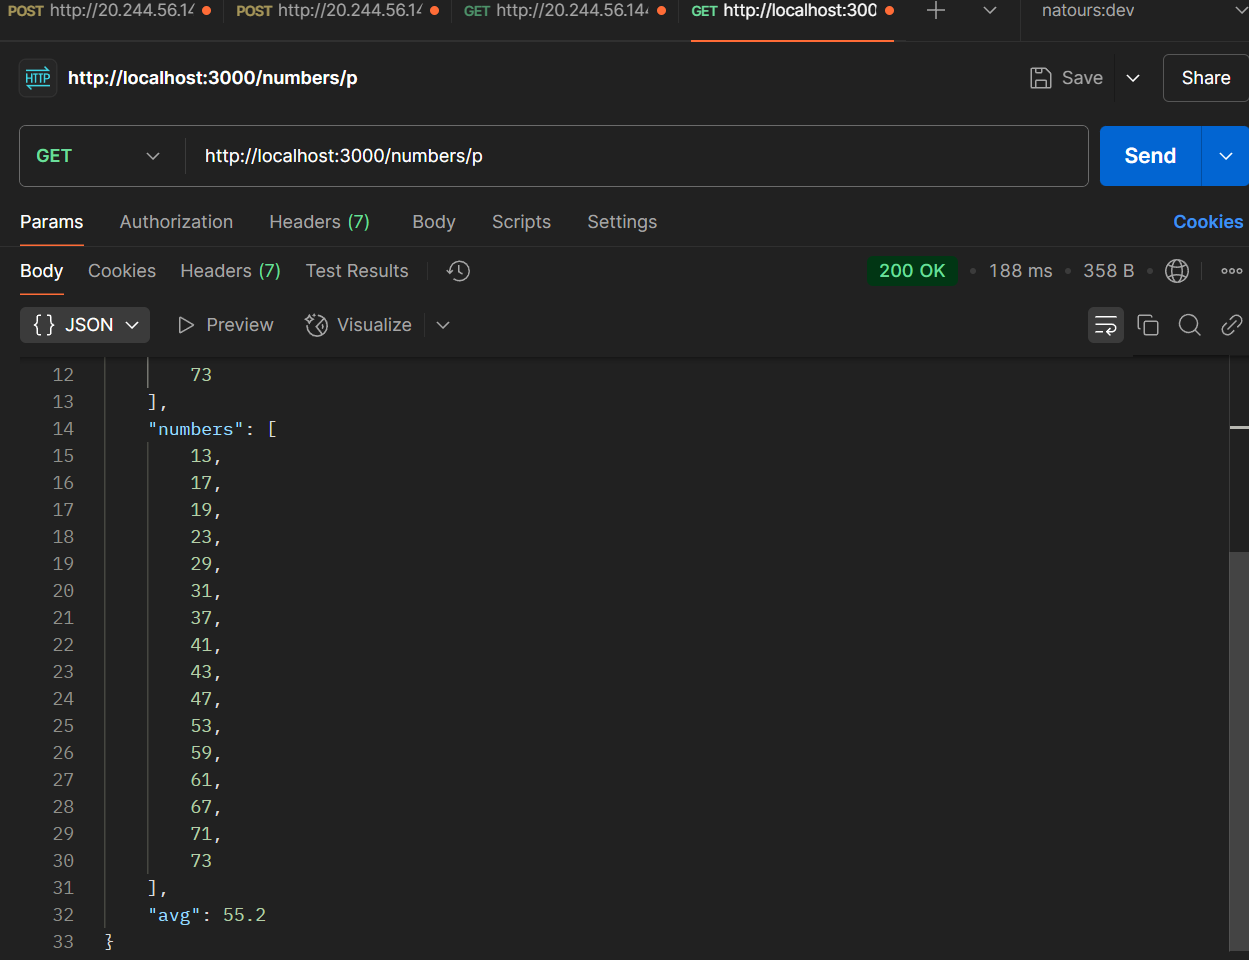 POST http://20.244.56.14 POST http://20.244.56.14 GET http://20.244.56.144 GET http://localhost:300 natours:dev
HTTP http://localhost:3000/numbers/p Save Share
GET http://localhost:3000/numbers/p Send
Params Authorization Headers (7) Body Scripts Settings Cookies
Body Cookies Headers (7) Test Results 200 OK • 188 ms • 358 B •
{} JSON Preview Visualize
12 73
13 ],
14 "numbers": [
15 13,
16 17,
17 19,
18 23,
19 29,
20 31,
21 37,
22 41,
23 43,
24 47,
25 53,
26 59,
27 61,
28 67,
29 71,
30 73
31 ],
32 "avg": 55.2
33 }